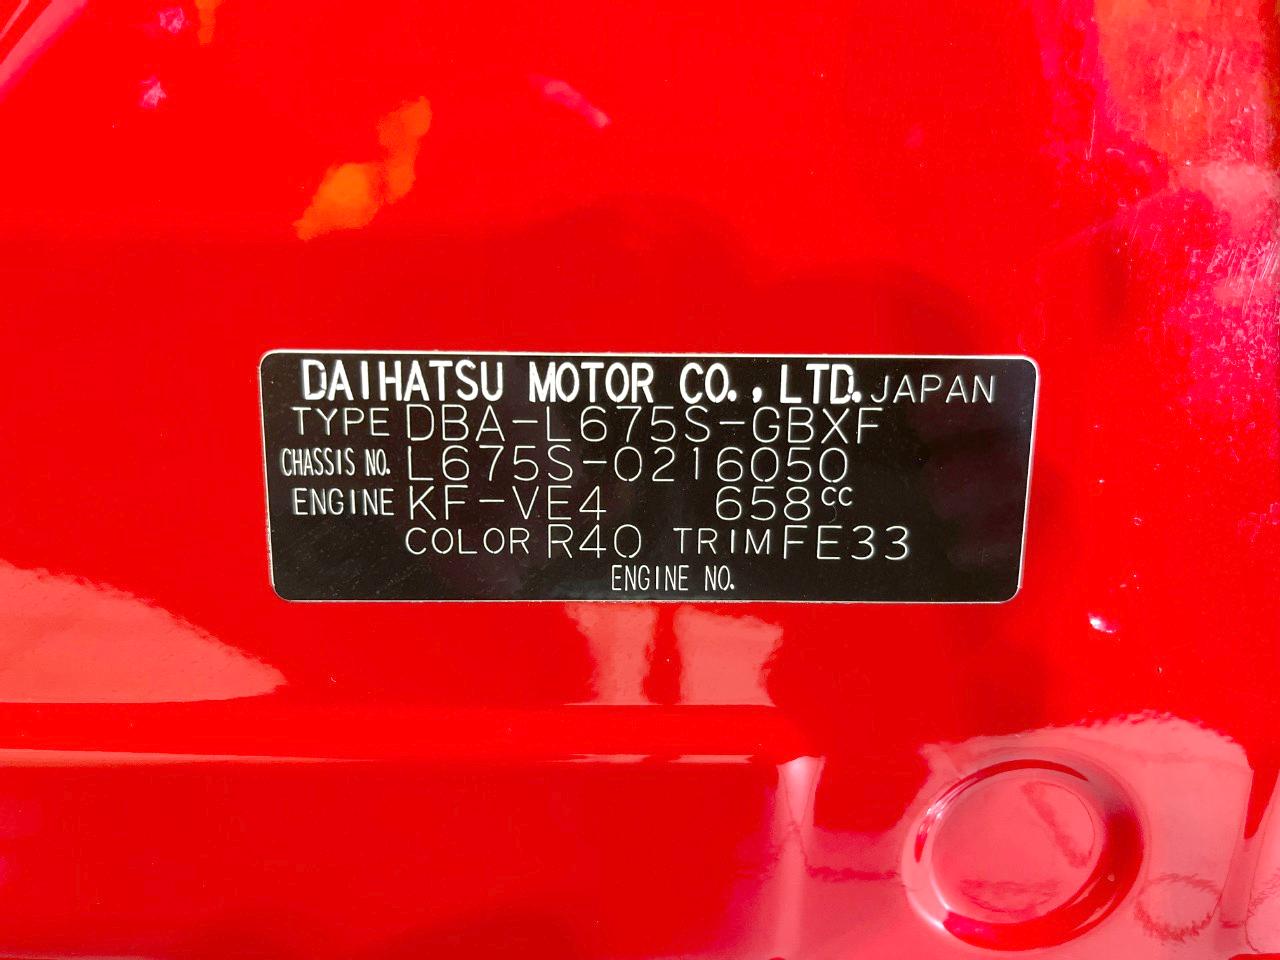 DAIHATSU MOTOR CO., LTD. JAPAN
TYPE DBA-L675S-GBXF
CHASSIS NO. L675S-0216050
ENGINE KF-VE4 658cc
COLOR R40 TRIM FE33
ENGINE NO.